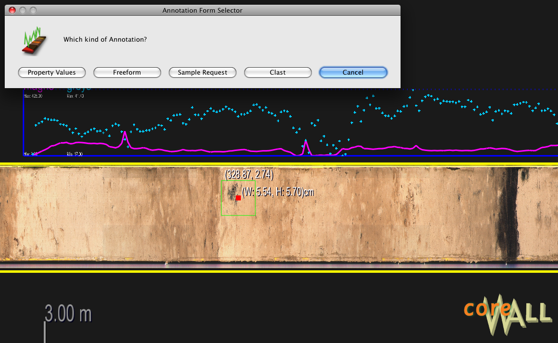 Annotation Form Selector
Which kind of Annotation?
Property Values
Freeform
Sample Request
Clast
Cancel
(328.87, 2.74)
(W: 5.54, H: 5.70)cm
3.00 m
coreWALL